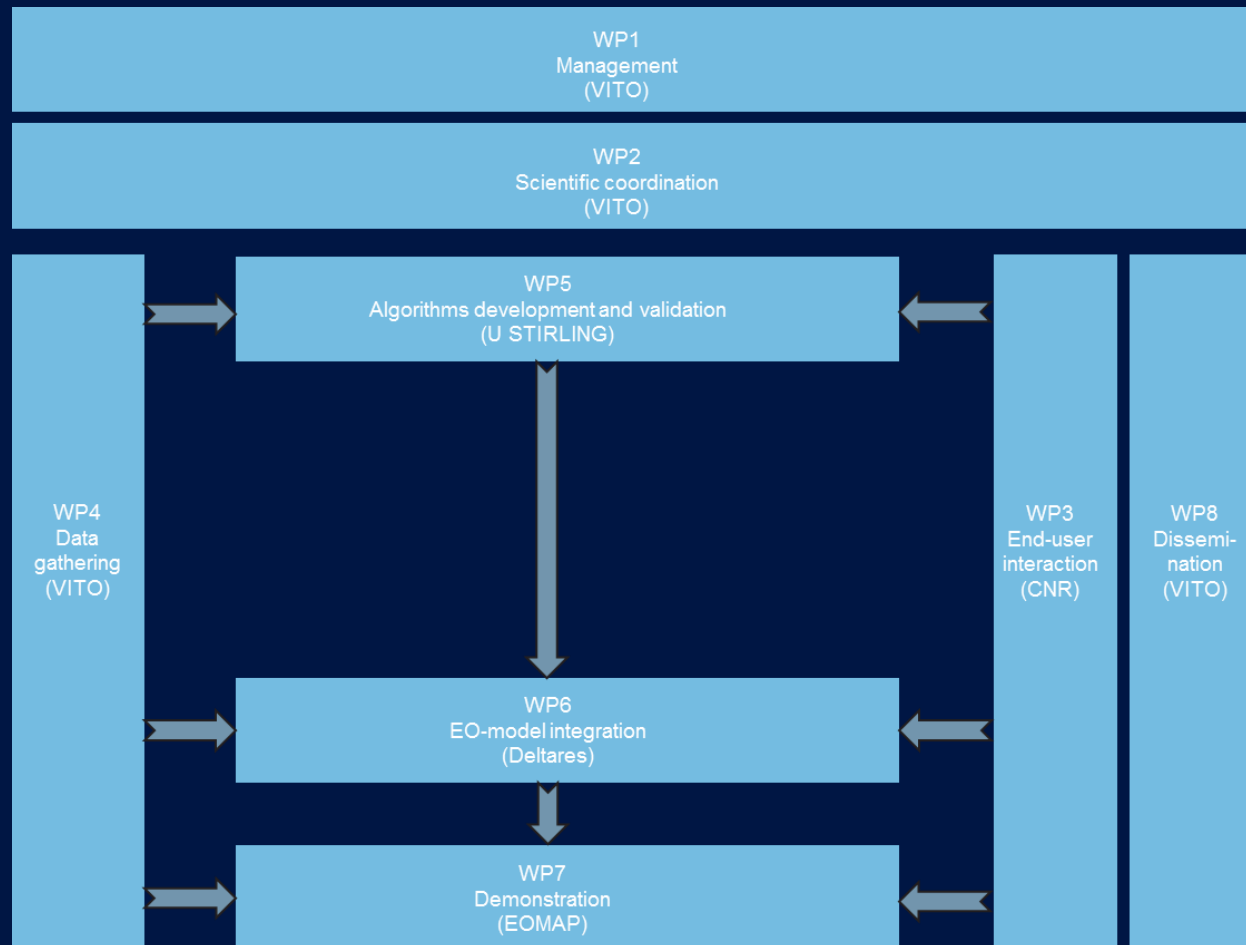 WP1
Management
(VITO)
WP2
Scientific coordination
(VITO)
WP5
Algorithms development and validation
(U STIRLING)
WP4
Data
gathering
(VITO)
WP3
End-user
interaction
(CNR)
WP8
Dissemi-
nation
(VITO)
WP6
EO-model integration
(Deltares)
WP7
Demonstration
(EOMAP)